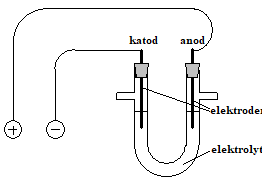 katod anod
elektroder
elektrolyt
+ −